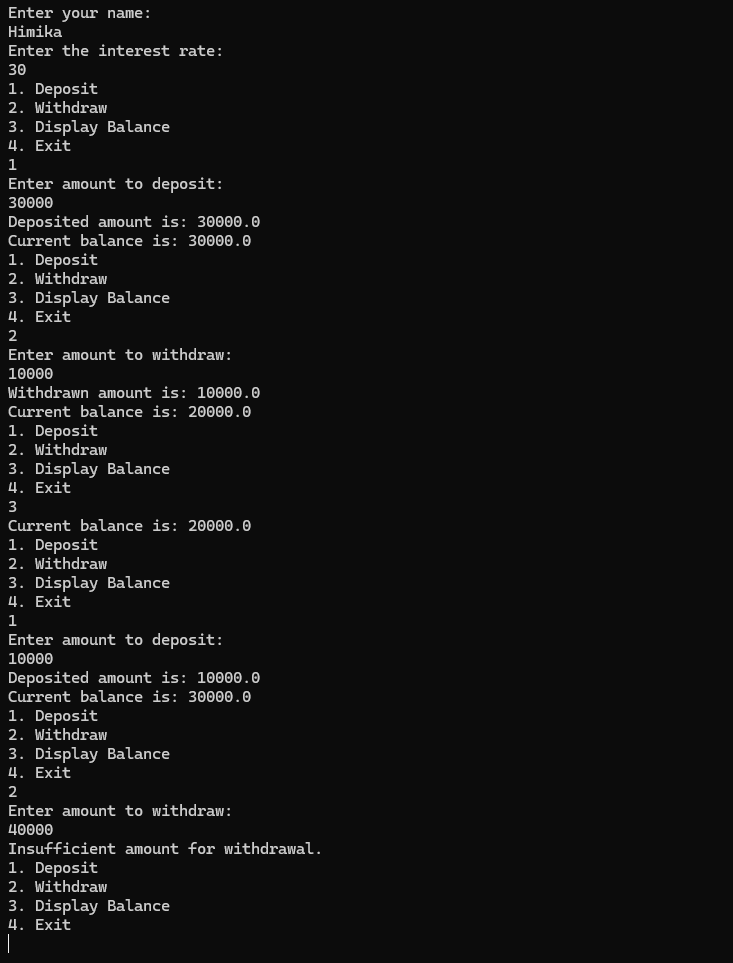 Enter your name:
Himika
Enter the interest rate:
30
1. Deposit
2. Withdraw
3. Display Balance
4. Exit
1
Enter amount to deposit:
30000
Deposited amount is: 30000.0
Current balance is: 30000.0
1. Deposit
2. Withdraw
3. Display Balance
4. Exit
2
Enter amount to withdraw:
10000
Withdrawn amount is: 10000.0
Current balance is: 20000.0
1. Deposit
2. Withdraw
3. Display Balance
4. Exit
3
Current balance is: 20000.0
1. Deposit
2. Withdraw
3. Display Balance
4. Exit
1
Enter amount to deposit:
10000
Deposited amount is: 10000.0
Current balance is: 30000.0
1. Deposit
2. Withdraw
3. Display Balance
4. Exit
2
Enter amount to withdraw:
40000
Insufficient amount for withdrawal.
1. Deposit
2. Withdraw
3. Display Balance
4. Exit